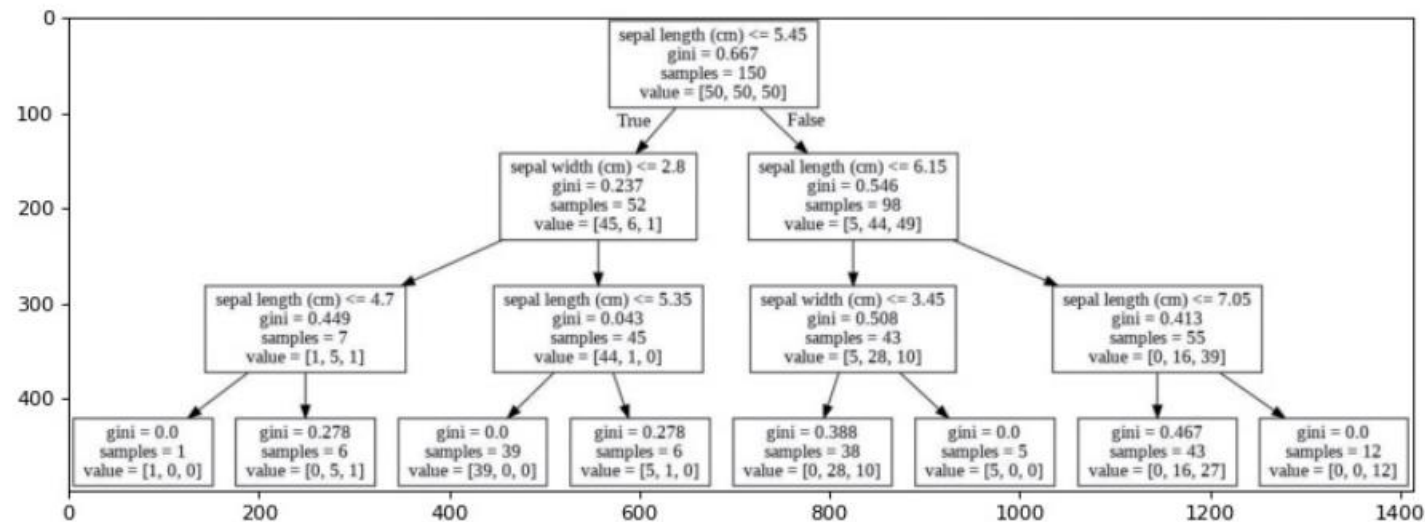 0
100
200
300
400
sepal length (cm) <= 5.45
gini = 0.667
samples = 150
value = [50, 50, 50]
True
False
sepal width (cm) <= 2.8
gini = 0.237
samples = 52
value = [45, 6, 1]
sepal length (cm) <= 6.15
gini = 0.546
samples = 98
value = [5, 44, 49]
sepal length (cm) <= 4.7
gini = 0.449
samples = 7
value = [1, 5, 1]
sepal length (cm) <= 5.35
gini = 0.043
samples = 45
value = [44, 1, 0]
sepal width (cm) <= 3.45
gini = 0.508
samples = 43
value = [5, 28, 10]
sepal length (cm) <= 7.05
gini = 0.413
samples = 55
value = [0, 16, 39]
gini = 0.0
samples = 1
value = [1, 0, 0]
gini = 0.278
samples = 6
value = [0, 5, 1]
gini = 0.0
samples = 39
value = [39, 0, 0]
gini = 0.278
samples = 6
value = [5, 1, 0]
gini = 0.388
samples = 38
value = [0, 28, 10]
gini = 0.0
samples = 5
value = [5, 0, 0]
gini = 0.467
samples = 43
value = [0, 16, 27]
gini = 0.0
samples = 12
value = [0, 0, 12]
0
200
400
600
800
1000
1200
1400